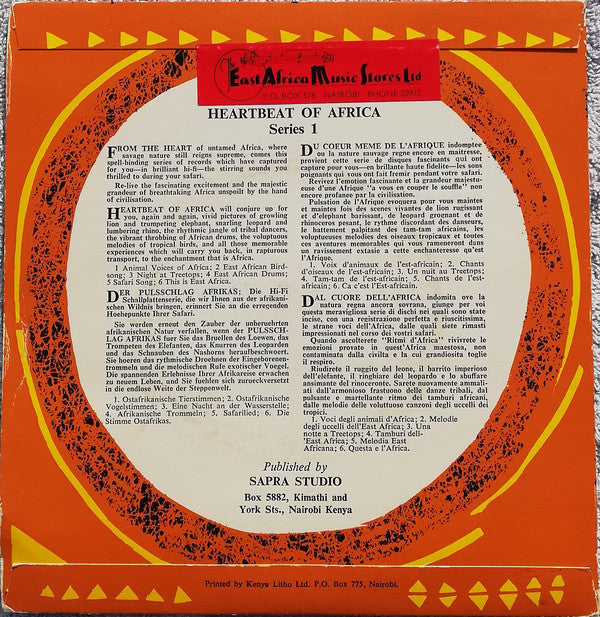 The
East Africa Music Stores Ltd
P.O. BOX 578 NAIROBI PHONE 20935
HEARTBEAT OF AFRICA
Series 1
FROM THE HEART of untamed Africa, where
savage nature still reigns supreme, comes this
spell-binding series of records which have captured
for you—in brilliant hi-fi—the stirring sounds you
thrilled to during your safari.
Re-live the fascinating excitement and the majestic
grandeur of breathtaking Africa unspoilt by the hand
of civilisation.
HEARTBEAT OF AFRICA will conjure up for
you, again and again, vivid pictures of growling
lion and trumpeting elephant, snarling leopard and
lumbering rhino, the rhythmic jangle of tribal dancers,
the vibrant throbbing of African drums, the voluptuous
melodies of tropical birds, and all those memorable
experiences which will carry you back, in rapturous
transport, to the enchantment that is Africa.
1 Animal Voices of Africa; 2 East African Bird-
song; 3 Night at Treetops; 4 East African Drums;
5 Safari Song; 6 This is East Africa.
DER PULSSCHLAG AFRIKAS; Die Hi-Fi
Schallplattenserie, die wir Ihnen aus der afrikani-
schen Wildnis bringen, erinert Sie an die erregenden
Hoehepunkte Ihrer Safari.
Sie werden erneut den Zauber der unberuehrten
afrikanischen Natur verfallen, wenn der PULSSCH-
LAG AFRIKAS fuer Sie das Bruellen des Loewen, das
Trompeten des Elefanten, das Knurren des Leoparden
und das Schnauben des Nashorns heraufbeschwoert.
Sie hoeren das rythmische Droehnen der Eingeborenen-
trommeln und die melodischen Rufe exotischer Voegel.
Die spannenden Erlebnisse Ihrer Afrikareise erwachen
zu neuem Leben, und Sie fuehlen sich zurueckversetzt
in die endlose Weite der Steppenwelt.
1. Ostafrikanische Tierstimmen; 2. Ostafrikanische
Vogelstimmen; 3. Eine Nacht an der Wasserstelle;
4. Afrikanische Trommeln; 5. Safarilied; 6. Die
Stimme Ostafrikas.
DU COEUR MEME DE L'AFRIQUE indomptee
ou la nature sauvage regne encore en maitresse,
provient cette serie de disques fascinants qui ont
capture pour vous—en brillante haute fidelite—les sons
poignants qui vous ont fait fremir pendant votre safari.
Revivez l'emotion fascinante et la grandeur majestu-
euse d'une Afrique "a vous en couper le souffle" non
encore profanee par la civilisation.
Pulsation de l'Afrique evoquera pour vous maintes
et maintes fois des scenes vivantes de lion rugissant
et d'elephant barissant, de leopard grognant et de
rhinoceros pesant, le rythme discordant des danseurs,
le battement palpitant des tam-tam africains, les
voluptueuses melodies des oiseaux tropicaux et toutes
ces aventures memorables qui vous rameneront dans
un ravissement extasie a cette enchanteresse qu'est
l'Afrique.
1. Voix d'animaux de l'est-africain; 2. Chants
d'oiseaux de l'est-africain; 3. Un nuit au Treetops;
4. Tam-tam de l'est-africain; 5. Chants de l'est-
africain; 6. Ca c'est l'Est-africain.
DAL CUORE DELL'AFRICA indomita ove la
natura regna ancora sovrana, giunge per voi
questa meravigliosa serie di dischi nei quali sono state
incise, con una registrazione perfetta e riuscitissima,
le strane voci dell'Africa, dalle quali siete rimasti
impressionati nel corso dei vostri safari.
Quando ascolterete "Ritmi d'Africa" rivivrete le
emozioni provate in quest'Africa maestosa, non
contaminata dalla civilta e la cui grandiosita toglie
il respiro.
Riudirete il ruggito del leone, il barrito imponente
dell'elefante, il ringhiare del leopardo e lo sbuffare
ansimante del rinoceronte. Sarete nuovamente ammali-
ati dall'armonioso frastuono delle danze tribali, dal
pulsante e martellante ritmo dei tamburi africani,
dalle melodie delle voluttuose canzoni degli uccelli dei
tropici.
1. Voci degli animali d'Africa; 2. Melodie
degli uccelli dell'East Africa; 3. Una
notte a Treetops; 4. Tamburi dell-
'East Africa; 5. Melodia East
Africana; 6. Questa e l'Africa.
Published by
SAPRA STUDIO
Box 5882, Kimathi and
York Sts., Nairobi Kenya
Printed by Kenya Litho Ltd. P.O. Box 775, Nairobi.